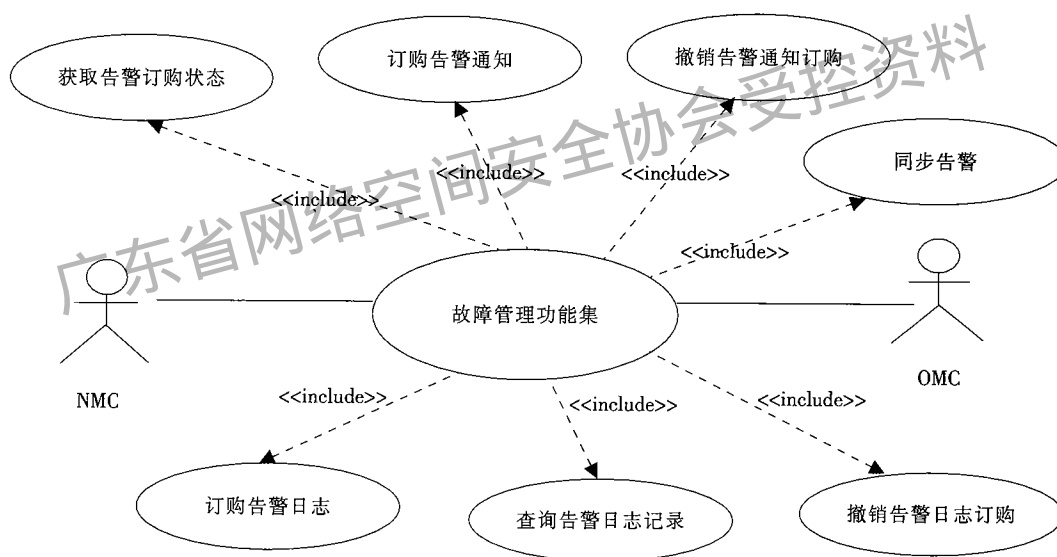 获取告警订购状态
订购告警通知
撤销告警通知订购
同步告警
<<include>>
<<include>>
<<include>>
<<include>>
广东省网络空间安全协会受控资料
故障管理功能集
NMC
OMC
<<include>>
<<include>>
<<include>>
订购告警日志
查询告警日志记录
撤销告警日志订购